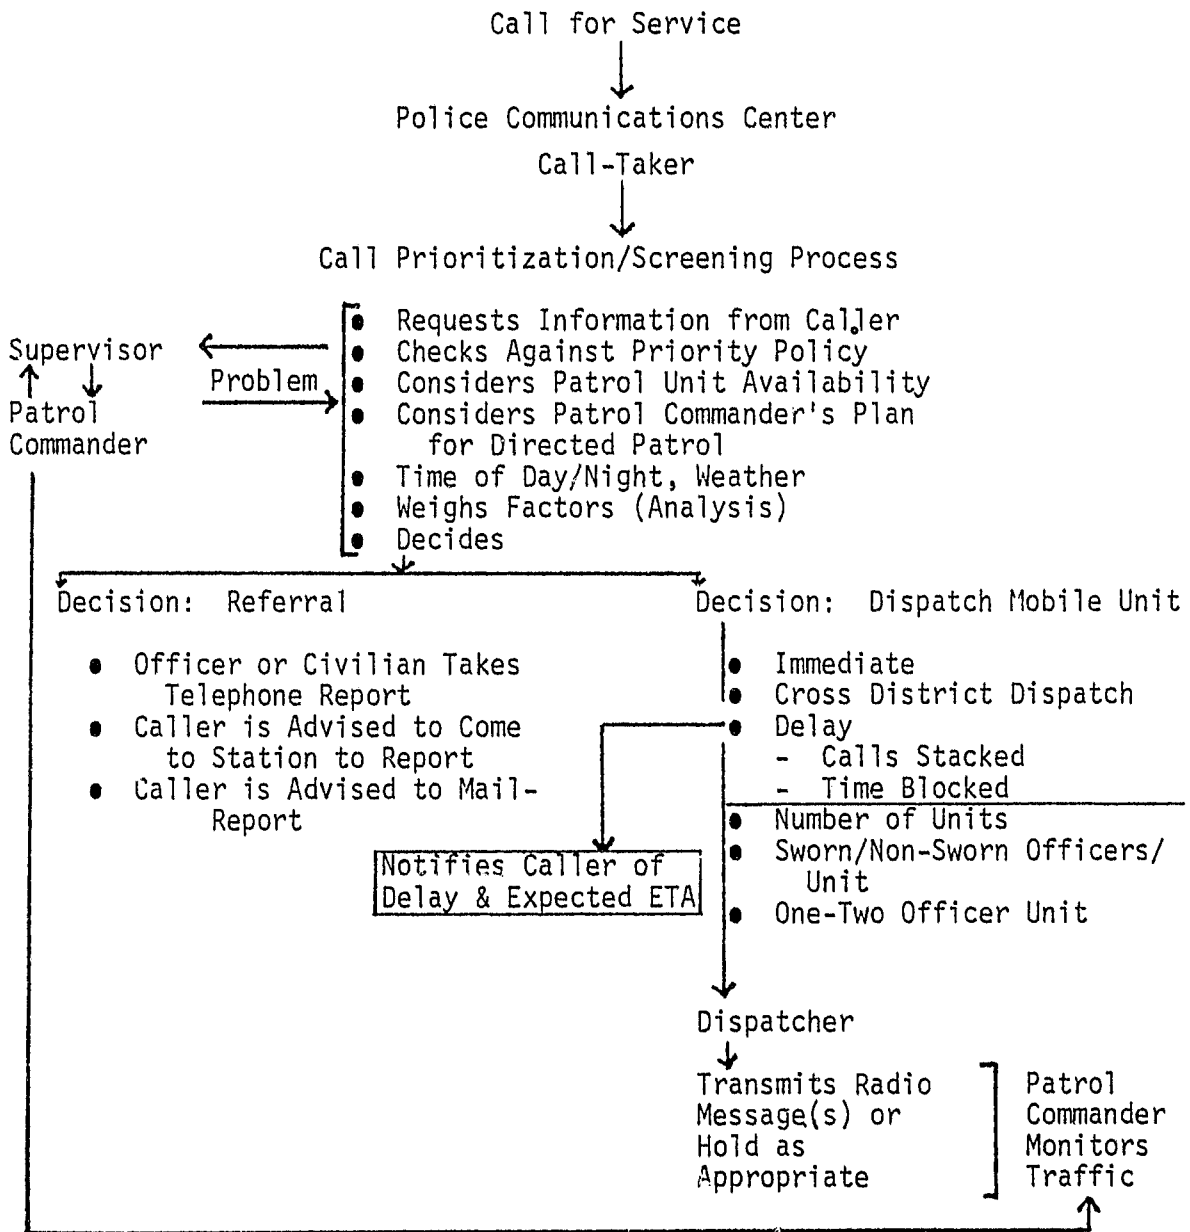 Call for Service
Police Communications Center
Call-Taker
Call Prioritization/Screening Process
● Requests Information from Caller
● Checks Against Priority Policy
● Considers Patrol Unit Availability
● Considers Patrol Commander's Plan
for Directed Patrol
● Time of Day/Night, Weather
● Weighs Factors (Analysis)
● Decides
Supervisor
Problem
Patrol
Commander
Decision: Referral
● Officer or Civilian Takes
Telephone Report
● Caller is Advised to Come
to Station to Report
● Caller is Advised to Mail-
Report
Decision: Dispatch Mobile Unit
● Immediate
● Cross District Dispatch
● Delay
- Calls Stacked
- Time Blocked
● Number of Units
● Sworn/Non-Sworn Officers/
Unit
● One-Two Officer Unit
Notifies Caller of
Delay & Expected ETA
Dispatcher
Transmits Radio
Message(s) or
Hold as
Appropriate
Patrol
Commander
Monitors
Traffic